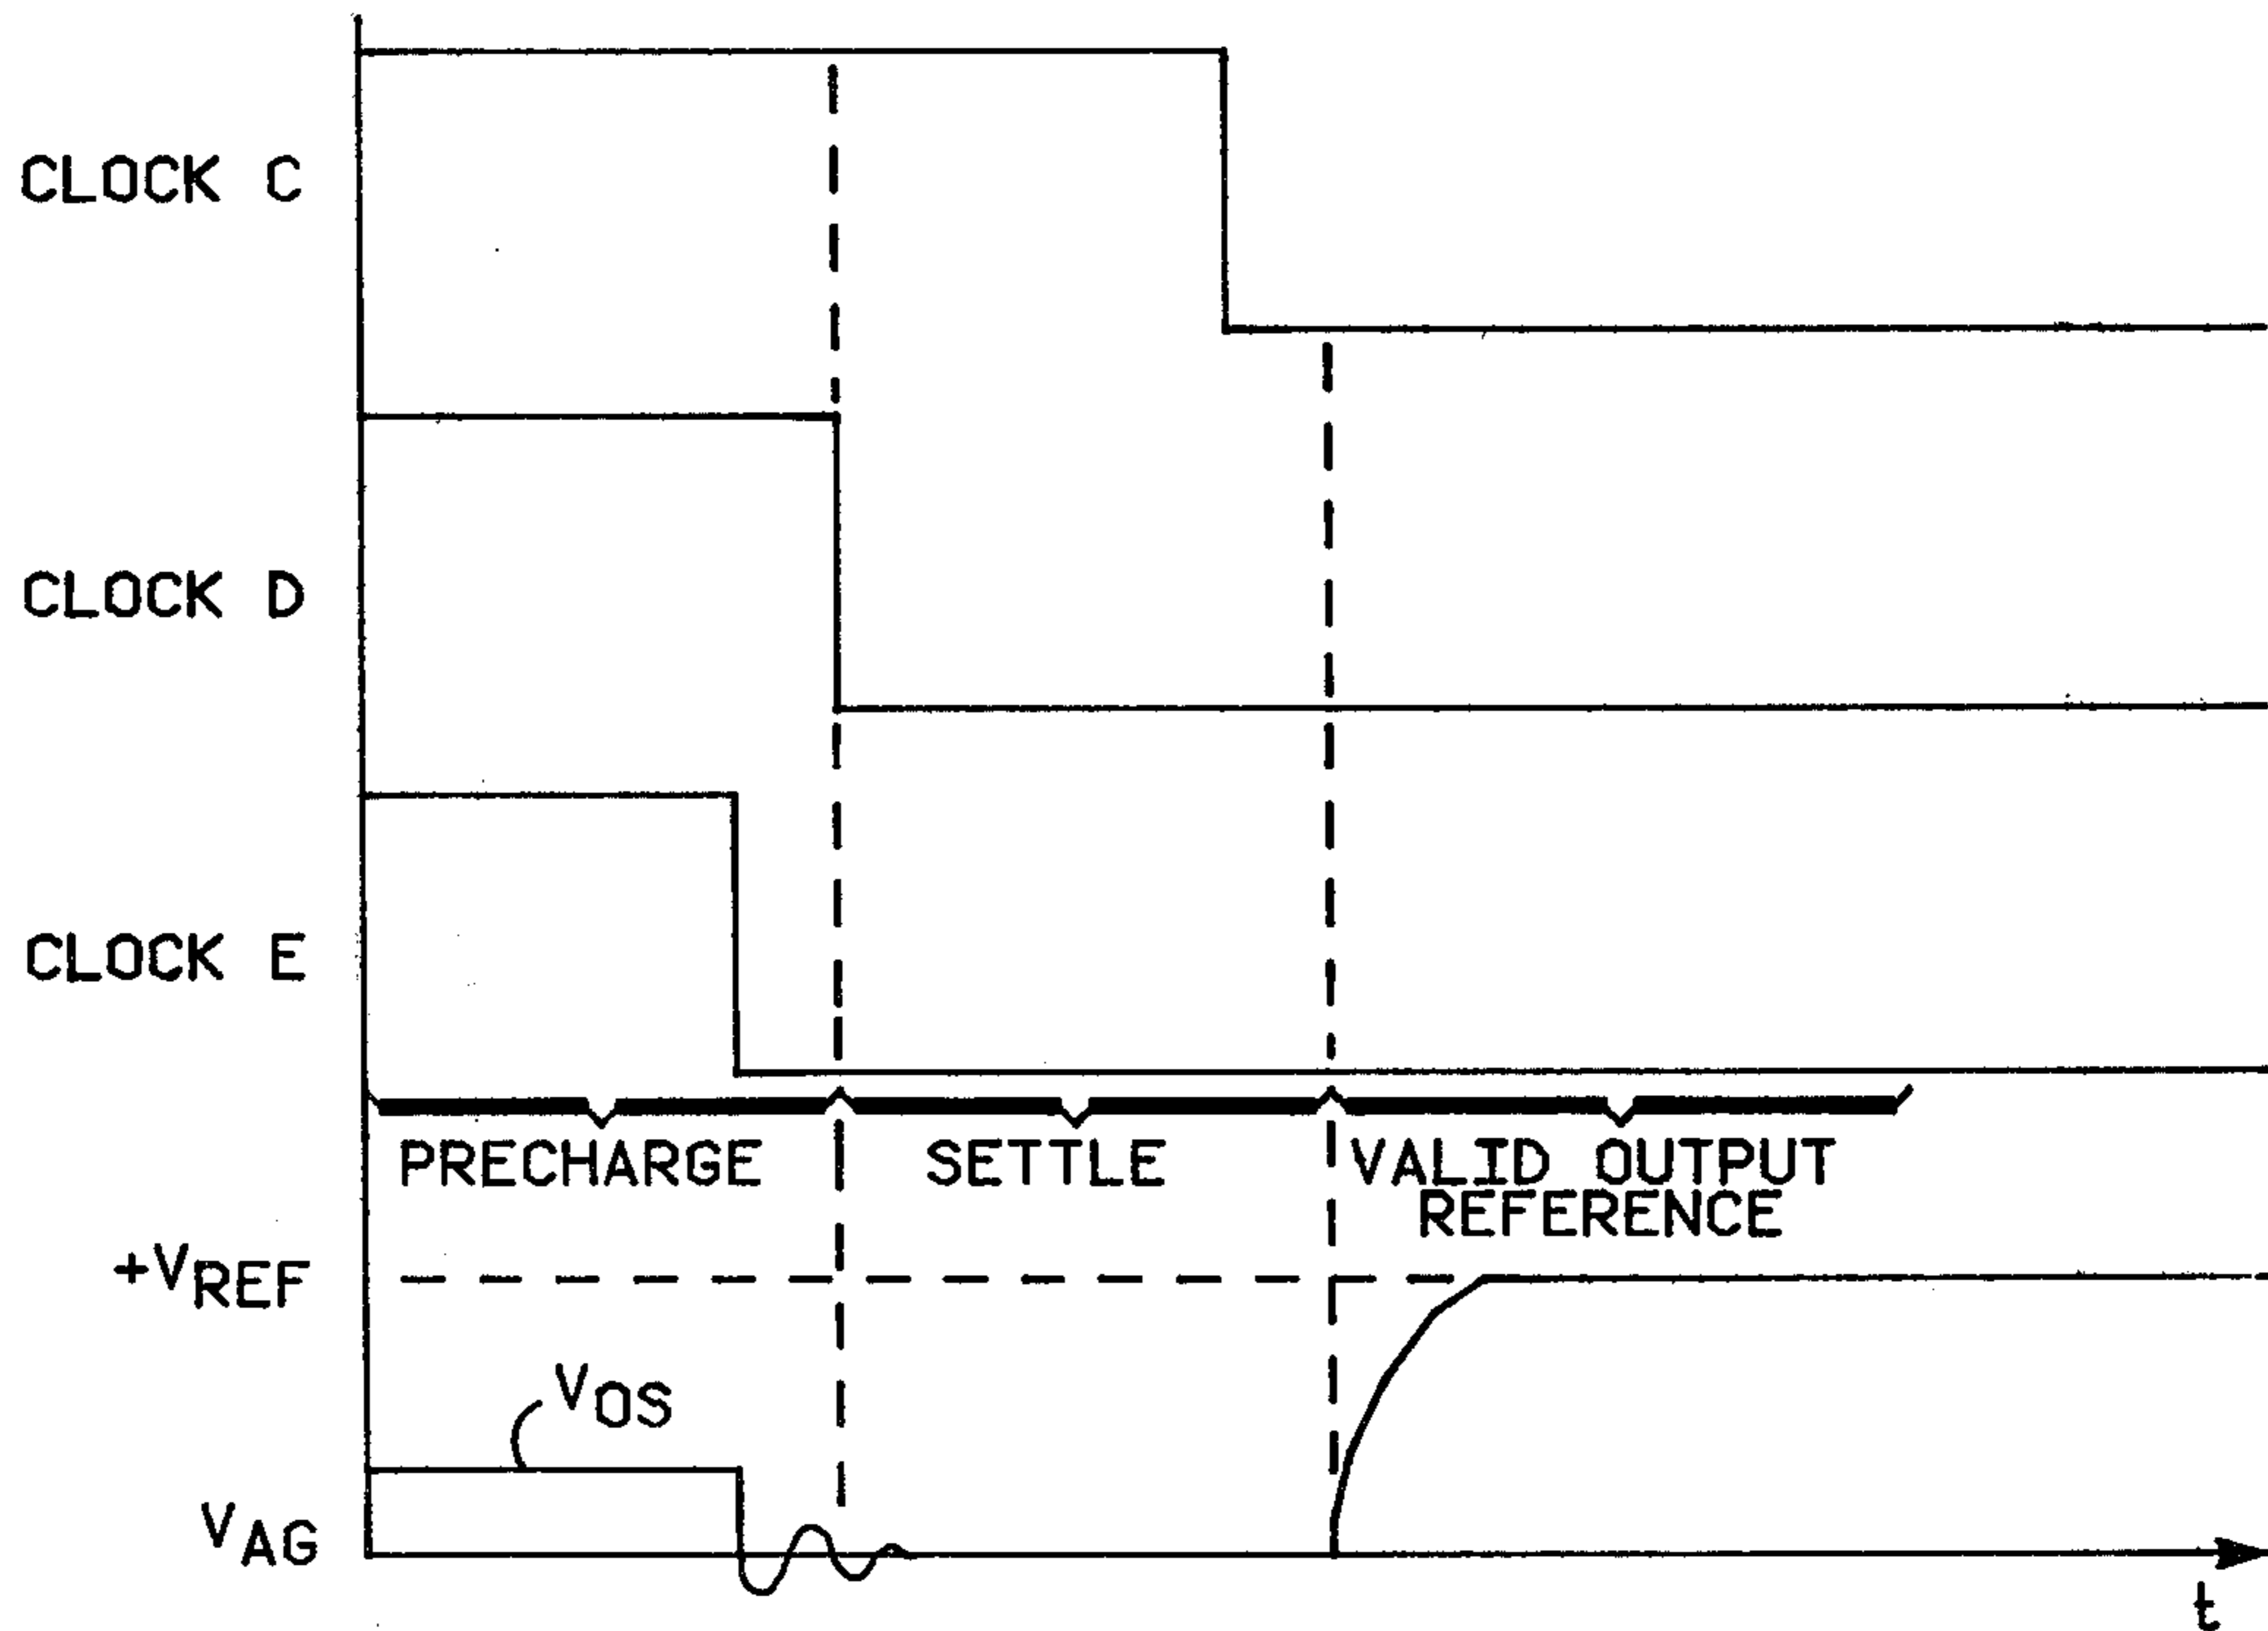 CLOCK C
CLOCK D
CLOCK E
PRECHARGE
SETTLE
VALID OUTPUT
REFERENCE
+VREF
VOS
VAG
t